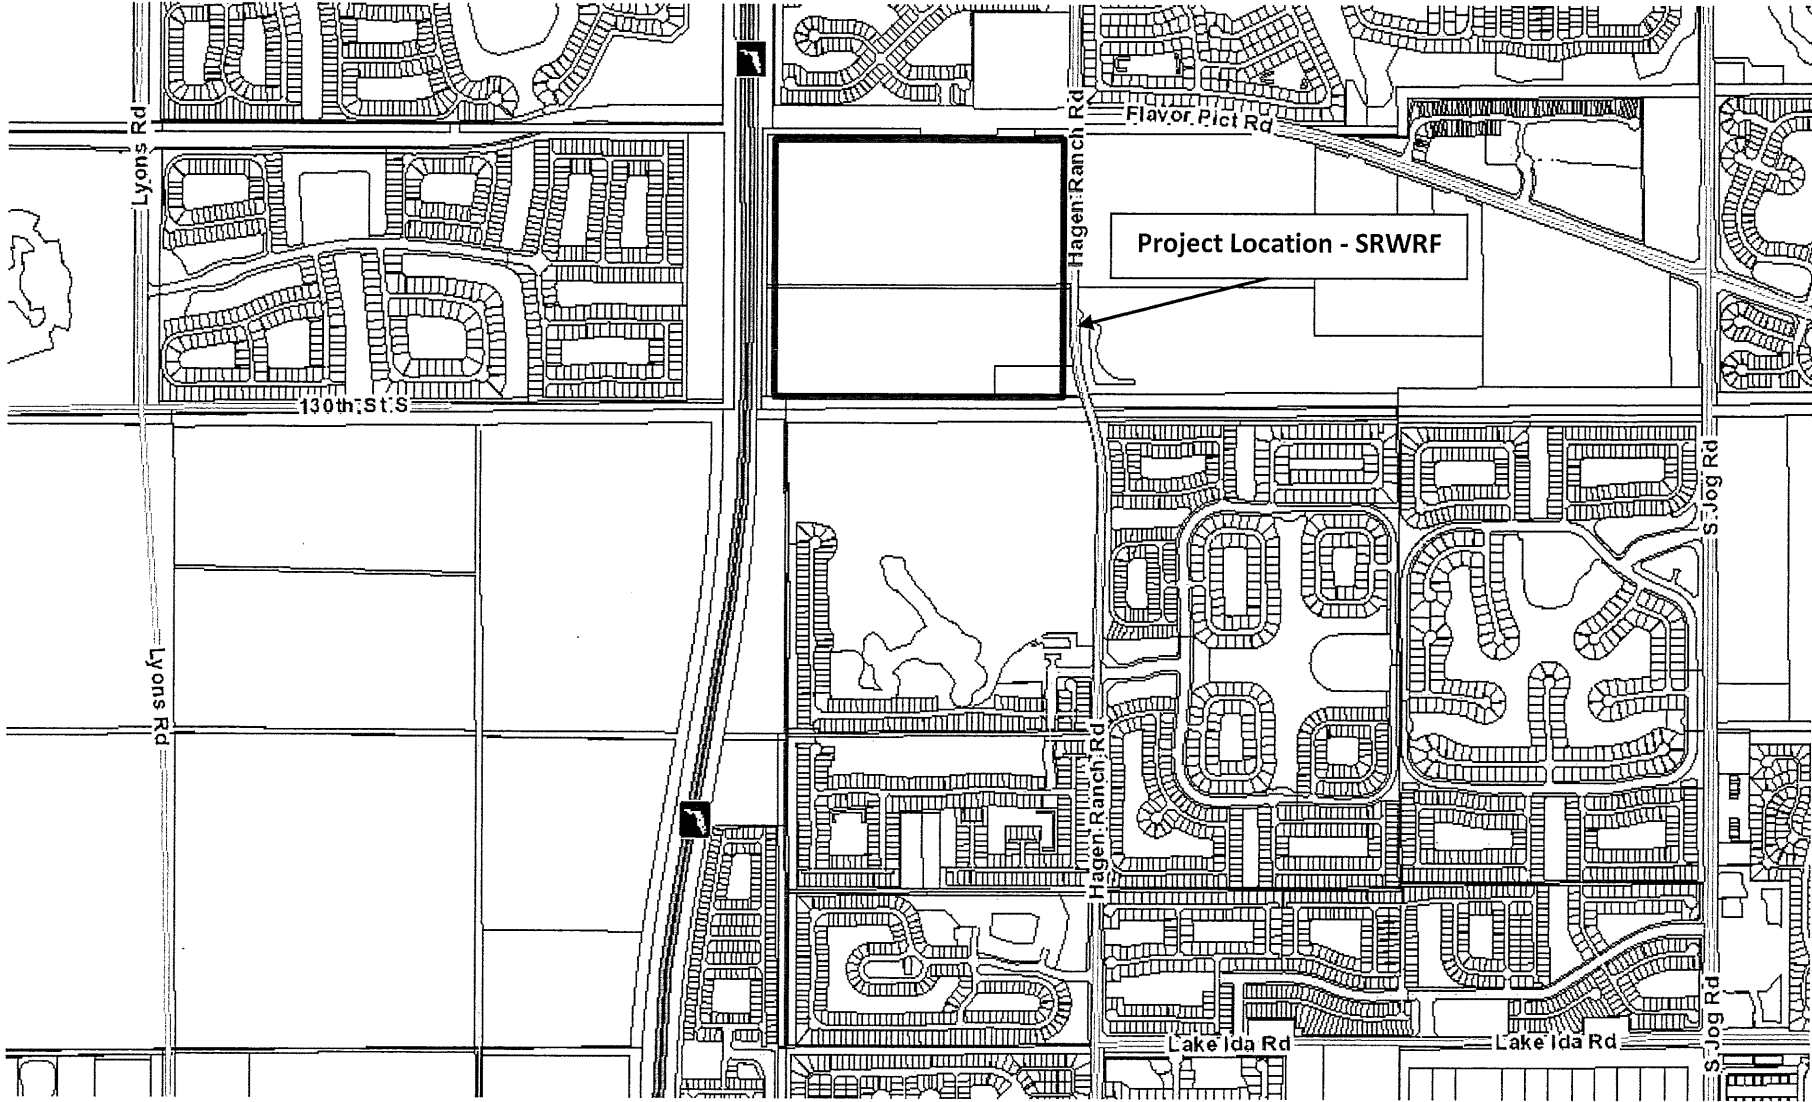 Lyons Rd
Hagen Ranch Rd
Flavor Pict Rd
Project Location - SRWRF
130th St S
S Jog Rd
Lyons Rd
Hagen Ranch Rd
Lake Ida Rd
Lake Ida Rd
S Jog Rd